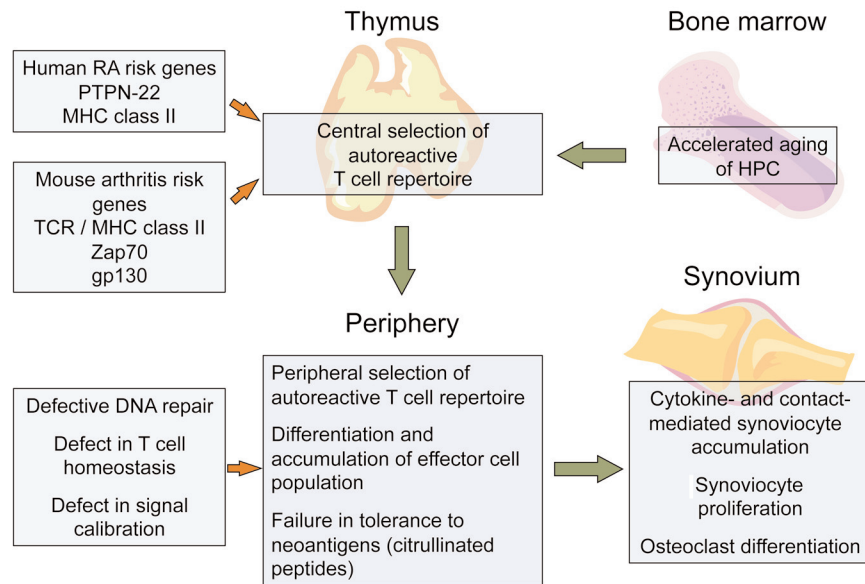 Thymus
Bone marrow
Human RA risk genes
PTPN-22
MHC class II
Central selection of
autoreactive
T cell repertoire
Accelerated aging
of HPC
Mouse arthritis risk
genes
TCR / MHC class II
Zap70
gp130
Periphery
Synovium
Defective DNA repair
Defect in T cell
homeostasis
Defect in signal
calibration
Peripheral selection of
autoreactive T cell repertoire
Differentiation and
accumulation of effector cell
population
Failure in tolerance to
neoantigens (citrullinated
peptides)
Cytokine- and contact-
mediated synoviocyte
accumulation
Synoviocyte
proliferation
Osteoclast differentiation